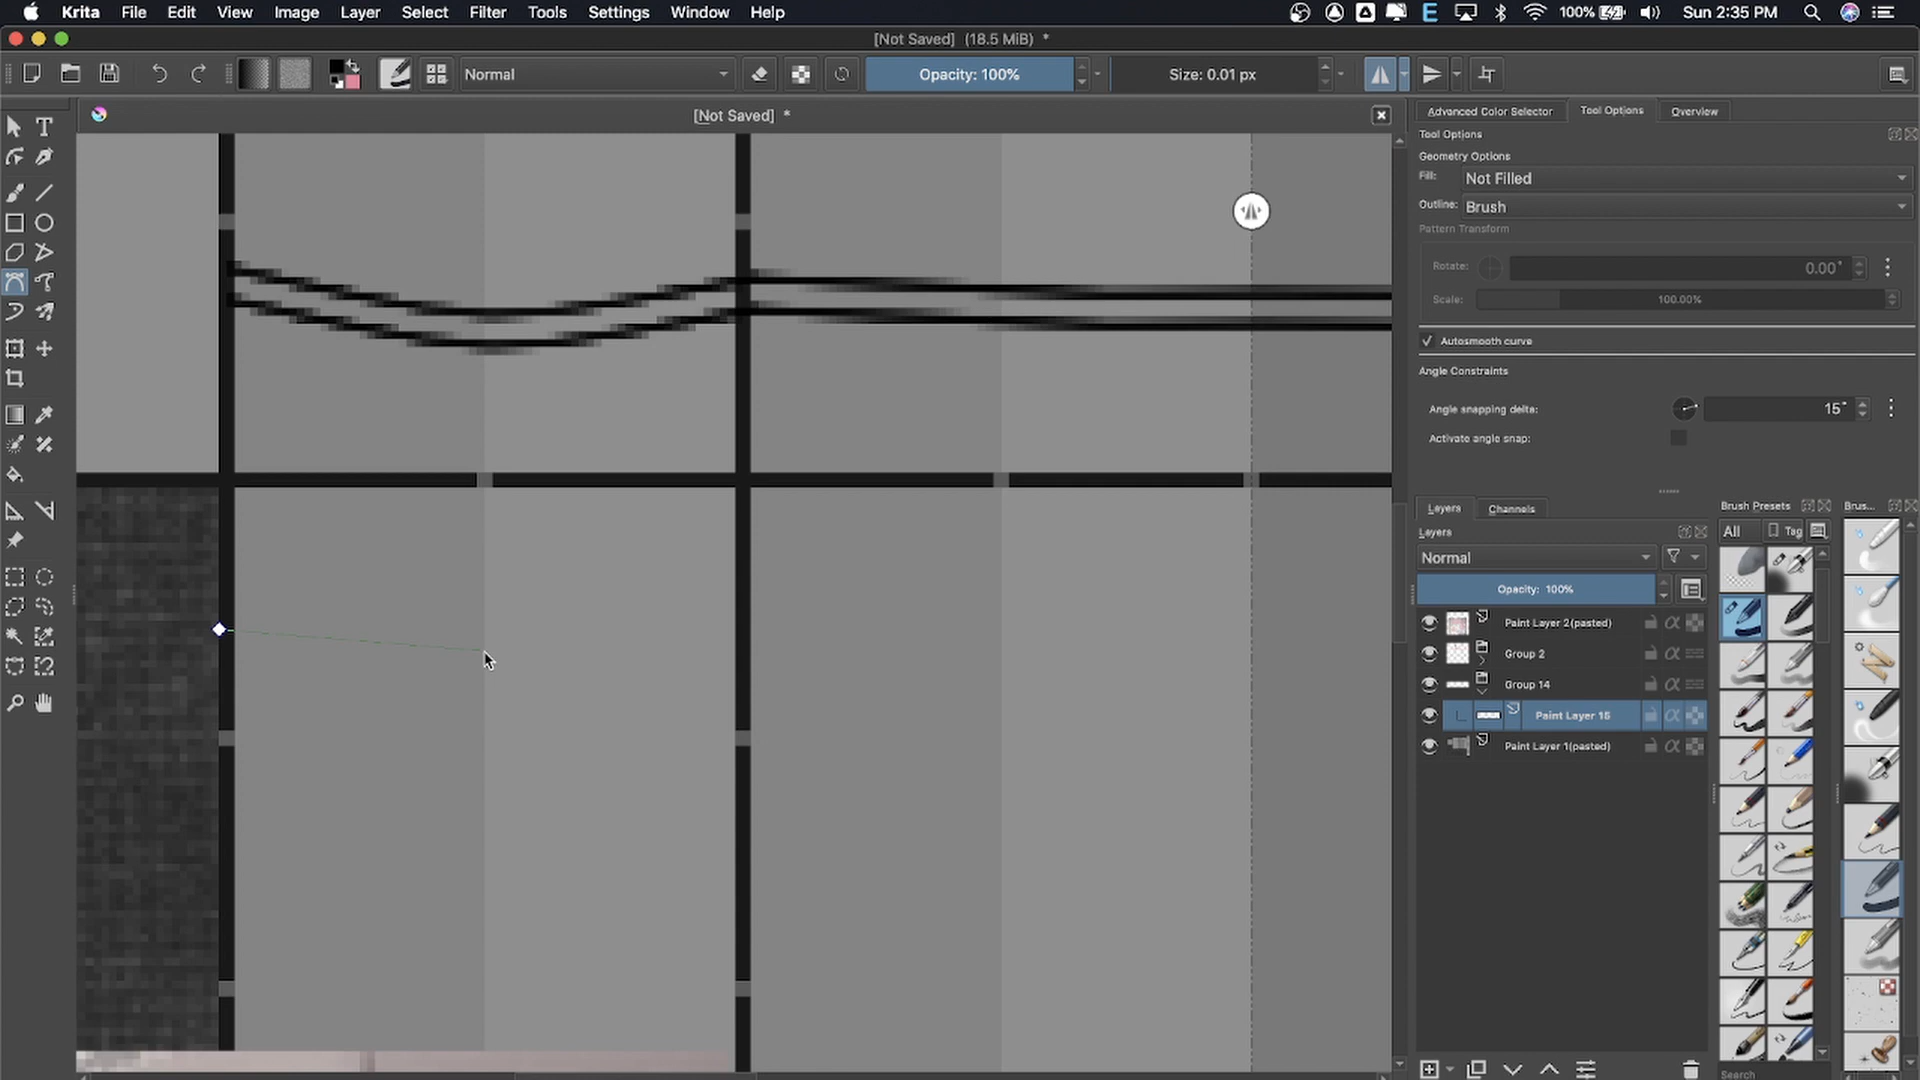 Krita File Edit View Image Layer Select Filter Tools Settings Window Help 100% Sun 2:35 PM
[Not Saved] (18.5 MiB) *
Normal Opacity: 100% Size: 0.01 px
[Not Saved] *
Advanced Color Selector Tool Options Overview
Tool Options
Geometry Options
Fill: Not Filled
Outline: Brush
Pattern Transform
Rotate: 0.00°
Scale: 100.00%
Autosmooth curve
Angle Constraints
Angle snapping delta: 15°
Activate angle snap:
Layers Channels Brush Presets Brus...
Layers All Tag
Normal
Opacity: 100%
Paint Layer 2(pasted)
Group 2
Group 14
Paint Layer 15
Paint Layer 1(pasted)
Search